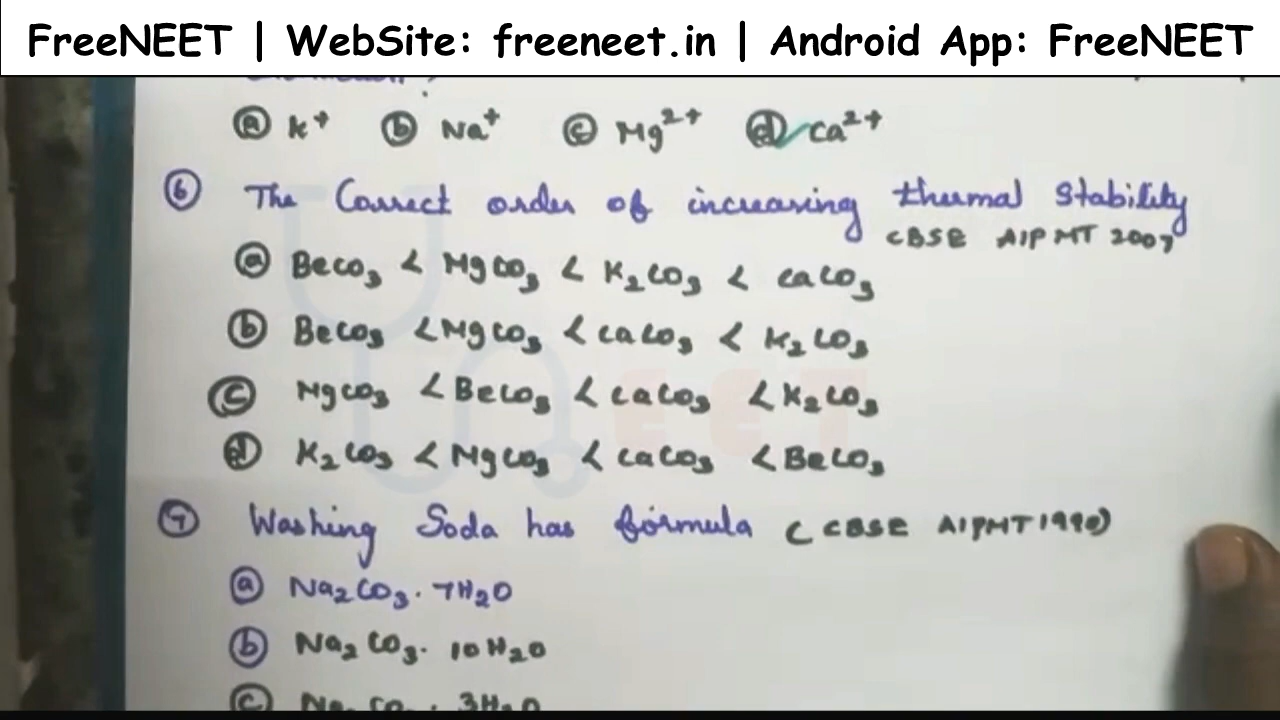 FreeNEET | WebSite: freeneet.in | Android App: FreeNEET
(a) K⁺ (b) Na⁺ (c) Mg²⁺ (d) ✓ Ca²⁺
(6) The Correct order of increasing thermal Stability
CBSE AIPMT 2007
(a) BeCO₃ < MgCO₃ < K₂CO₃ < CaCO₃
(b) BeCO₃ < MgCO₃ < CaCO₃ < K₂CO₃
(c) MgCO₃ < BeCO₃ < CaCO₃ < K₂CO₃
(d) K₂CO₃ < MgCO₃ < CaCO₃ < BeCO₃
(7) Washing Soda has formula ( CBSE AIPMT 1990)
(a) Na₂CO₃. 7H₂O
(b) Na₂CO₃. 10H₂O
(c) Na₂CO₃. 3H₂O